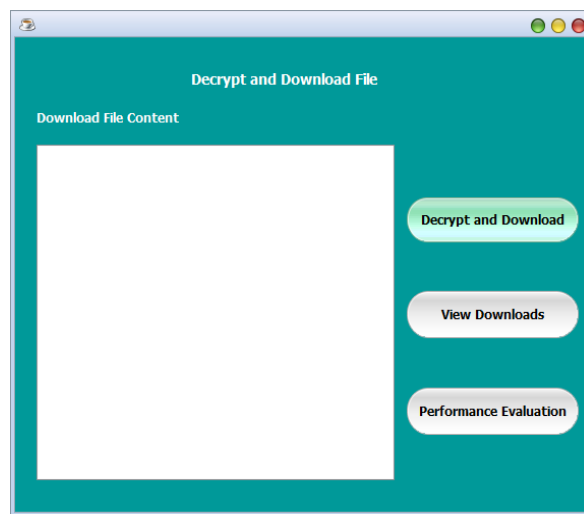 Decrypt and Download File
Download File Content
Decrypt and Download
View Downloads
Performance Evaluation